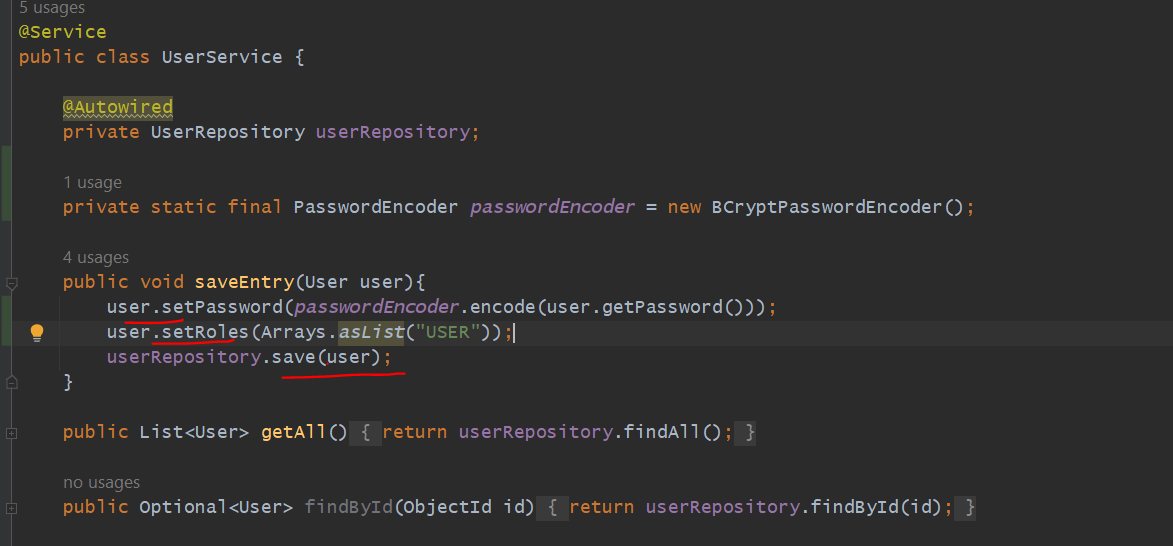 5 usages
@Service
public class UserService {
@Autowired
private UserRepository userRepository;
1 usage
private static final PasswordEncoder passwordEncoder = new BCryptPasswordEncoder();
4 usages
public void saveEntry(User user){
user.setPassword(passwordEncoder.encode(user.getPassword()));
user.setRoles(Arrays.asList("USER"));
userRepository.save(user);
}
public List<User> getAll() { return userRepository.findAll(); }
no usages
public Optional<User> findById(ObjectId id) { return userRepository.findById(id); }